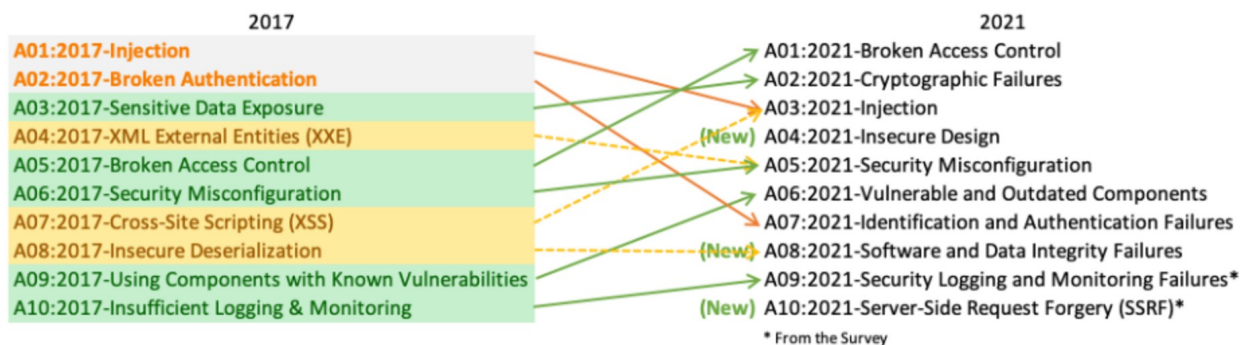 2017
A01:2017-Injection
A02:2017-Broken Authentication
A03:2017-Sensitive Data Exposure
A04:2017-XML External Entities (XXE)
A05:2017-Broken Access Control
A06:2017-Security Misconfiguration
A07:2017-Cross-Site Scripting (XSS)
A08:2017-Insecure Deserialization
A09:2017-Using Components with Known Vulnerabilities
A10:2017-Insufficient Logging & Monitoring
2021
A01:2021-Broken Access Control
A02:2021-Cryptographic Failures
A03:2021-Injection
(New) A04:2021-Insecure Design
A05:2021-Security Misconfiguration
A06:2021-Vulnerable and Outdated Components
A07:2021-Identification and Authentication Failures
(New) A08:2021-Software and Data Integrity Failures
A09:2021-Security Logging and Monitoring Failures*
(New) A10:2021-Server-Side Request Forgery (SSRF)*
* From the Survey